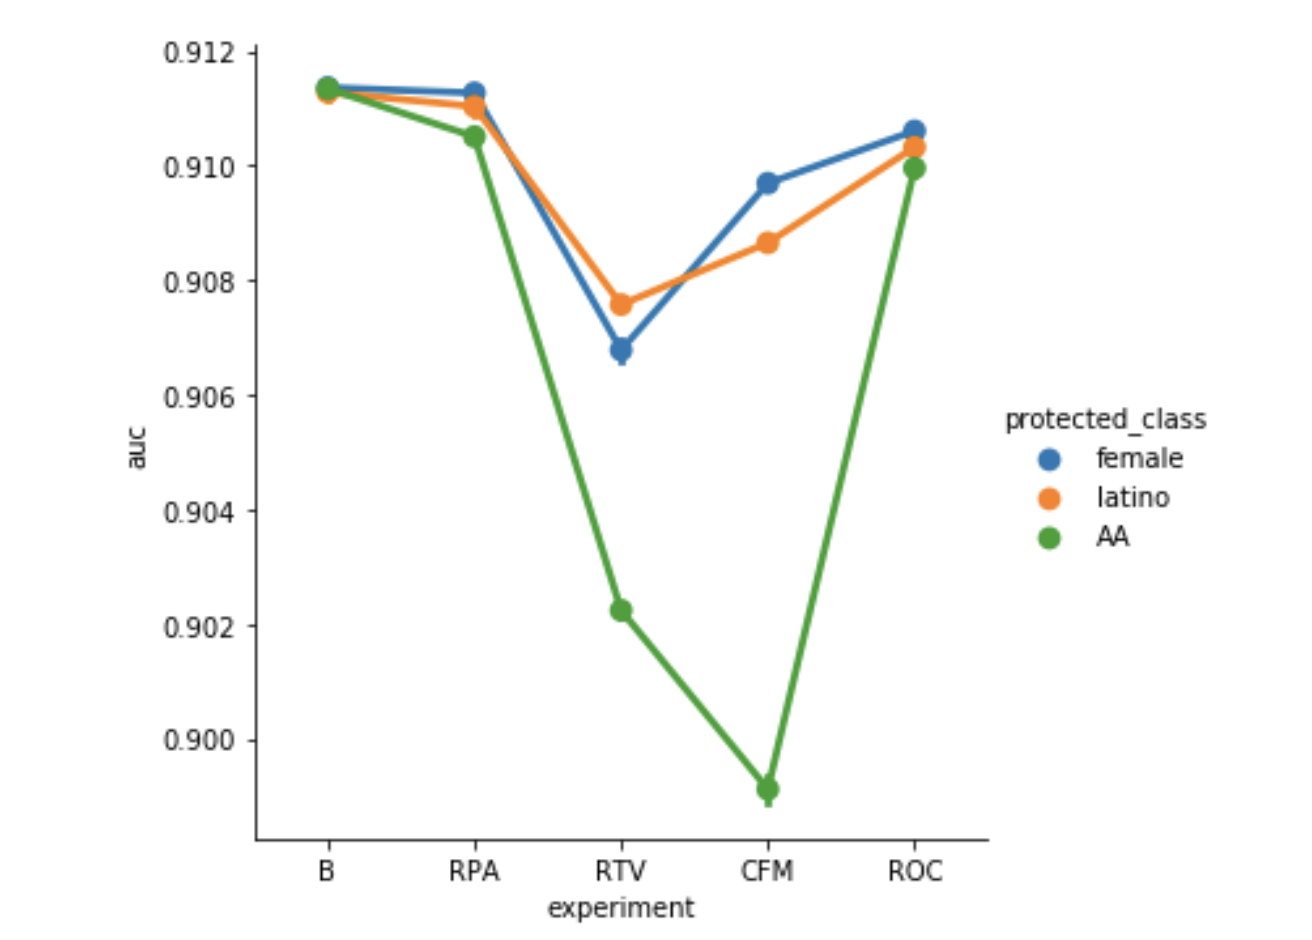 0.912
0.910
0.908
0.906
0.904
0.902
0.900
auc
B RPA RTV CFM ROC
experiment
protected_class
female
latino
AA